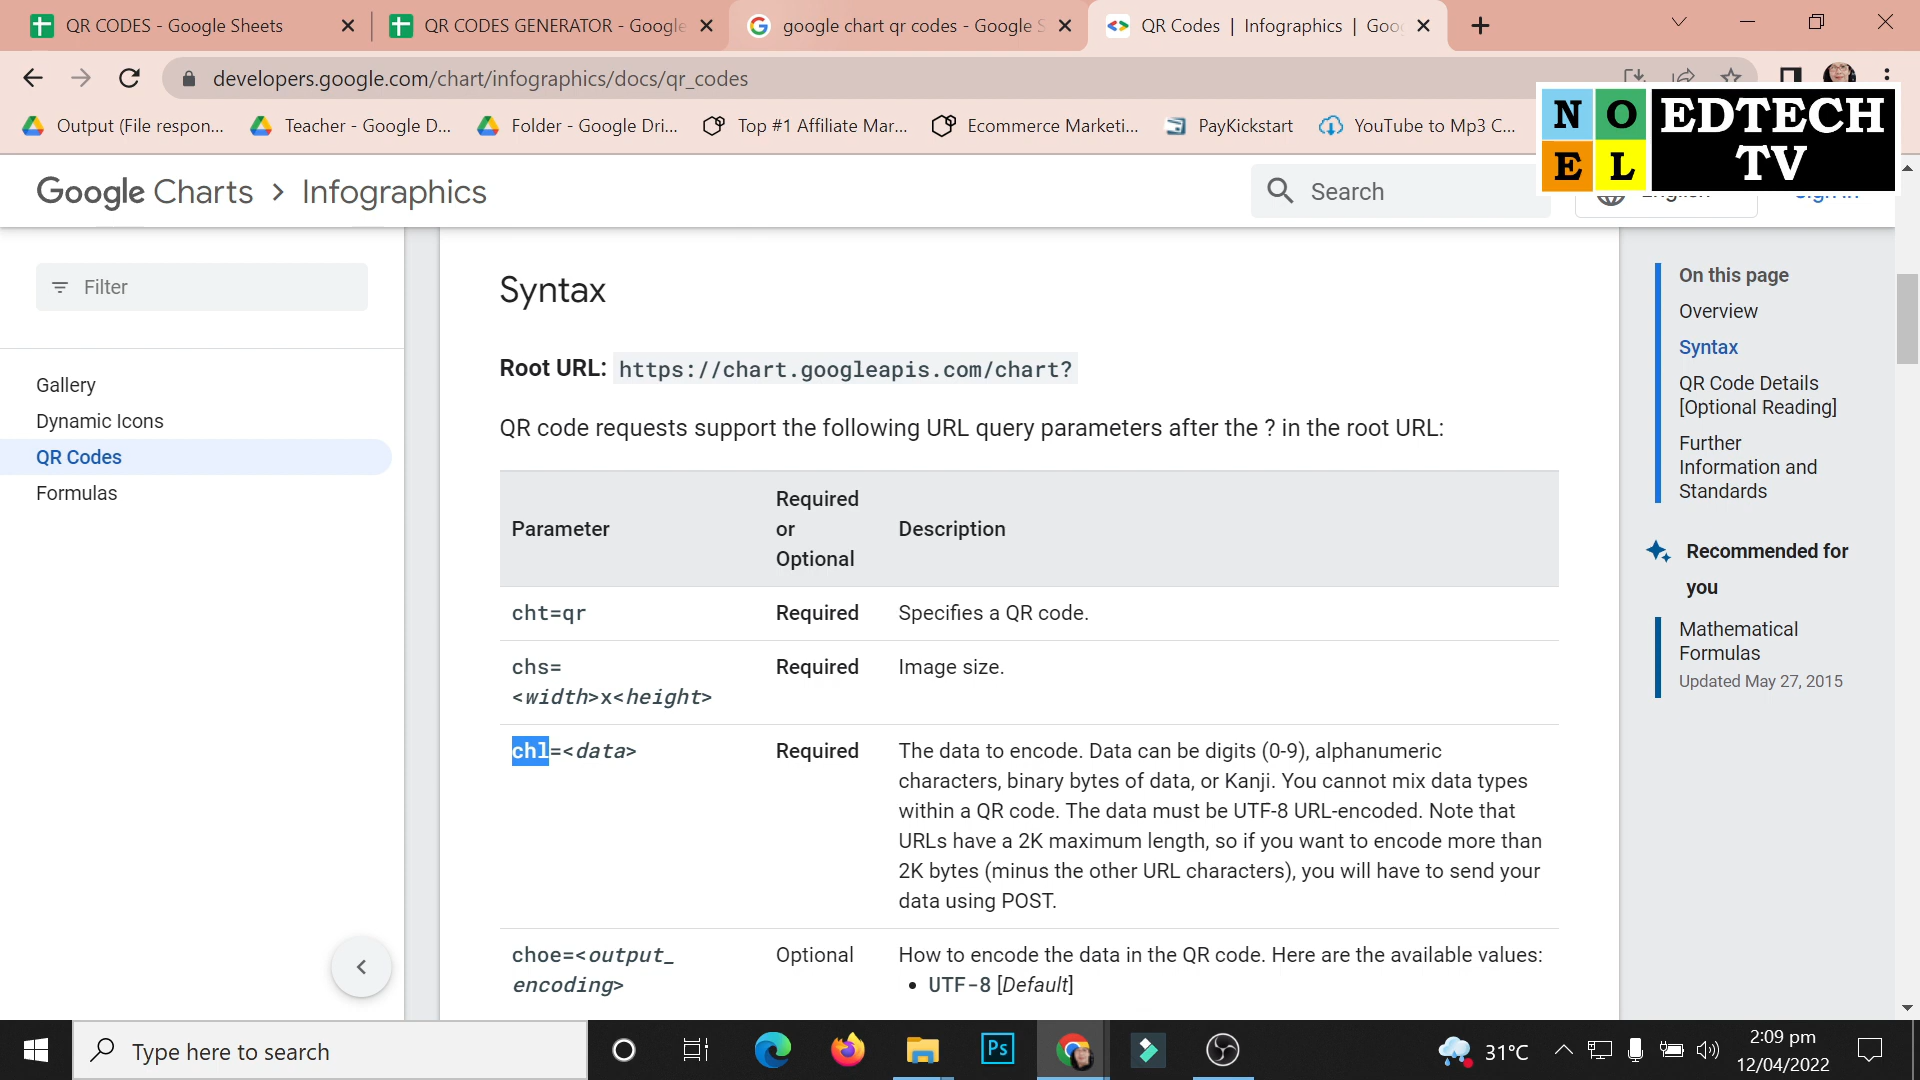 QR CODES - Google Sheets
QR CODES GENERATOR - Google
google chart qr codes - Google S
QR Codes | Infographics | Goo
developers.google.com/chart/infographics/docs/qr_codes
Output (File respon...
Teacher - Google D...
Folder - Google Dri...
Top #1 Affiliate Mar...
Ecommerce Marketi...
PayKickstart
YouTube to Mp3 C...
NOEL
EDTECH
TV
Google Charts > Infographics
Search
English
Sign in
Filter
Gallery
Dynamic Icons
QR Codes
Formulas
Syntax
Root URL: https://chart.googleapis.com/chart?
QR code requests support the following URL query parameters after the ? in the root URL:
Parameter
Required
or
Optional
Description
cht=qr
Required
Specifies a QR code.
chs=
<width>x<height>
Required
Image size.
chl=<data>
Required
The data to encode. Data can be digits (0-9), alphanumeric
characters, binary bytes of data, or Kanji. You cannot mix data types
within a QR code. The data must be UTF-8 URL-encoded. Note that
URLs have a 2K maximum length, so if you want to encode more than
2K bytes (minus the other URL characters), you will have to send your
data using POST.
choe=<output_
encoding>
Optional
How to encode the data in the QR code. Here are the available values:
• UTF-8 [Default]
On this page
Overview
Syntax
QR Code Details
[Optional Reading]
Further
Information and
Standards
Recommended for
you
Mathematical
Formulas
Updated May 27, 2015
Type here to search
Ps
31°C
2:09 pm
12/04/2022